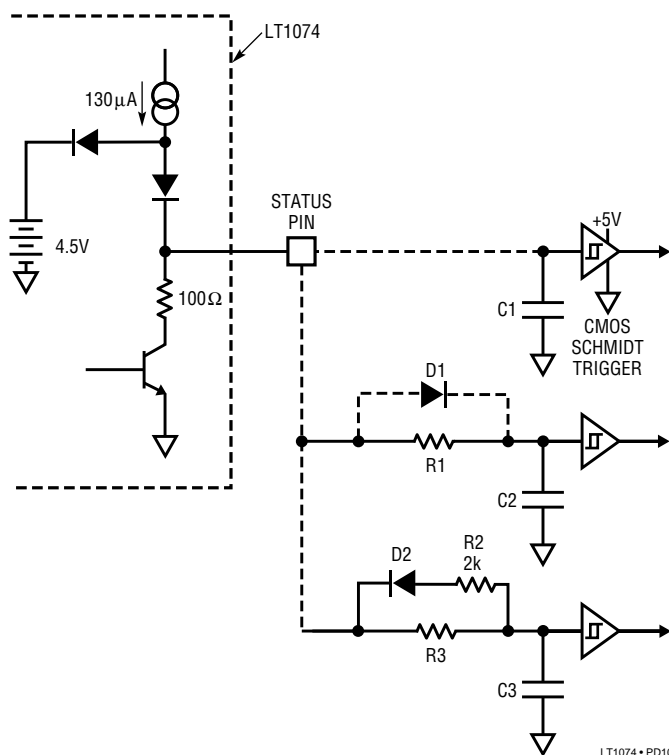 LT1074
130µA
4.5V
100Ω
STATUS
PIN
+5V
C1
CMOS
SCHMIDT
TRIGGER
D1
R1
C2
D2
R2
2k
R3
C3